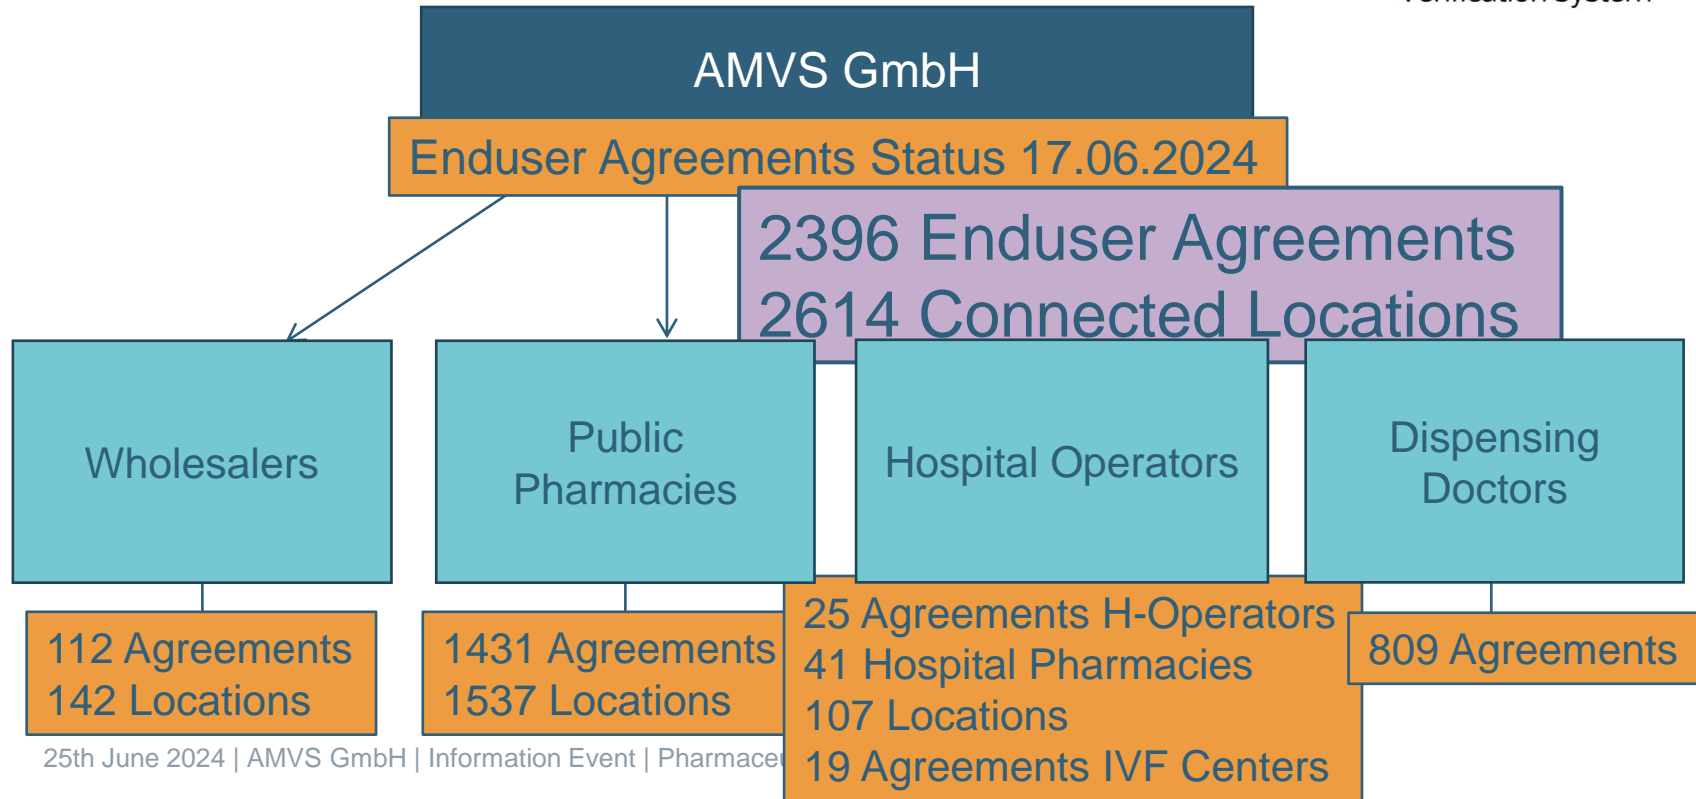 AMVS GmbH
Enduser Agreements Status 17.06.2024
2396 Enduser Agreements
2614 Connected Locations
Wholesalers
Public
Pharmacies
Hospital Operators
Dispensing
Doctors
112 Agreements
142 Locations
1431 Agreements
1537 Locations
25 Agreements H-Operators
41 Hospital Pharmacies
107 Locations
19 Agreements IVF Centers
809 Agreements
25th June 2024 | AMVS GmbH | Information Event |